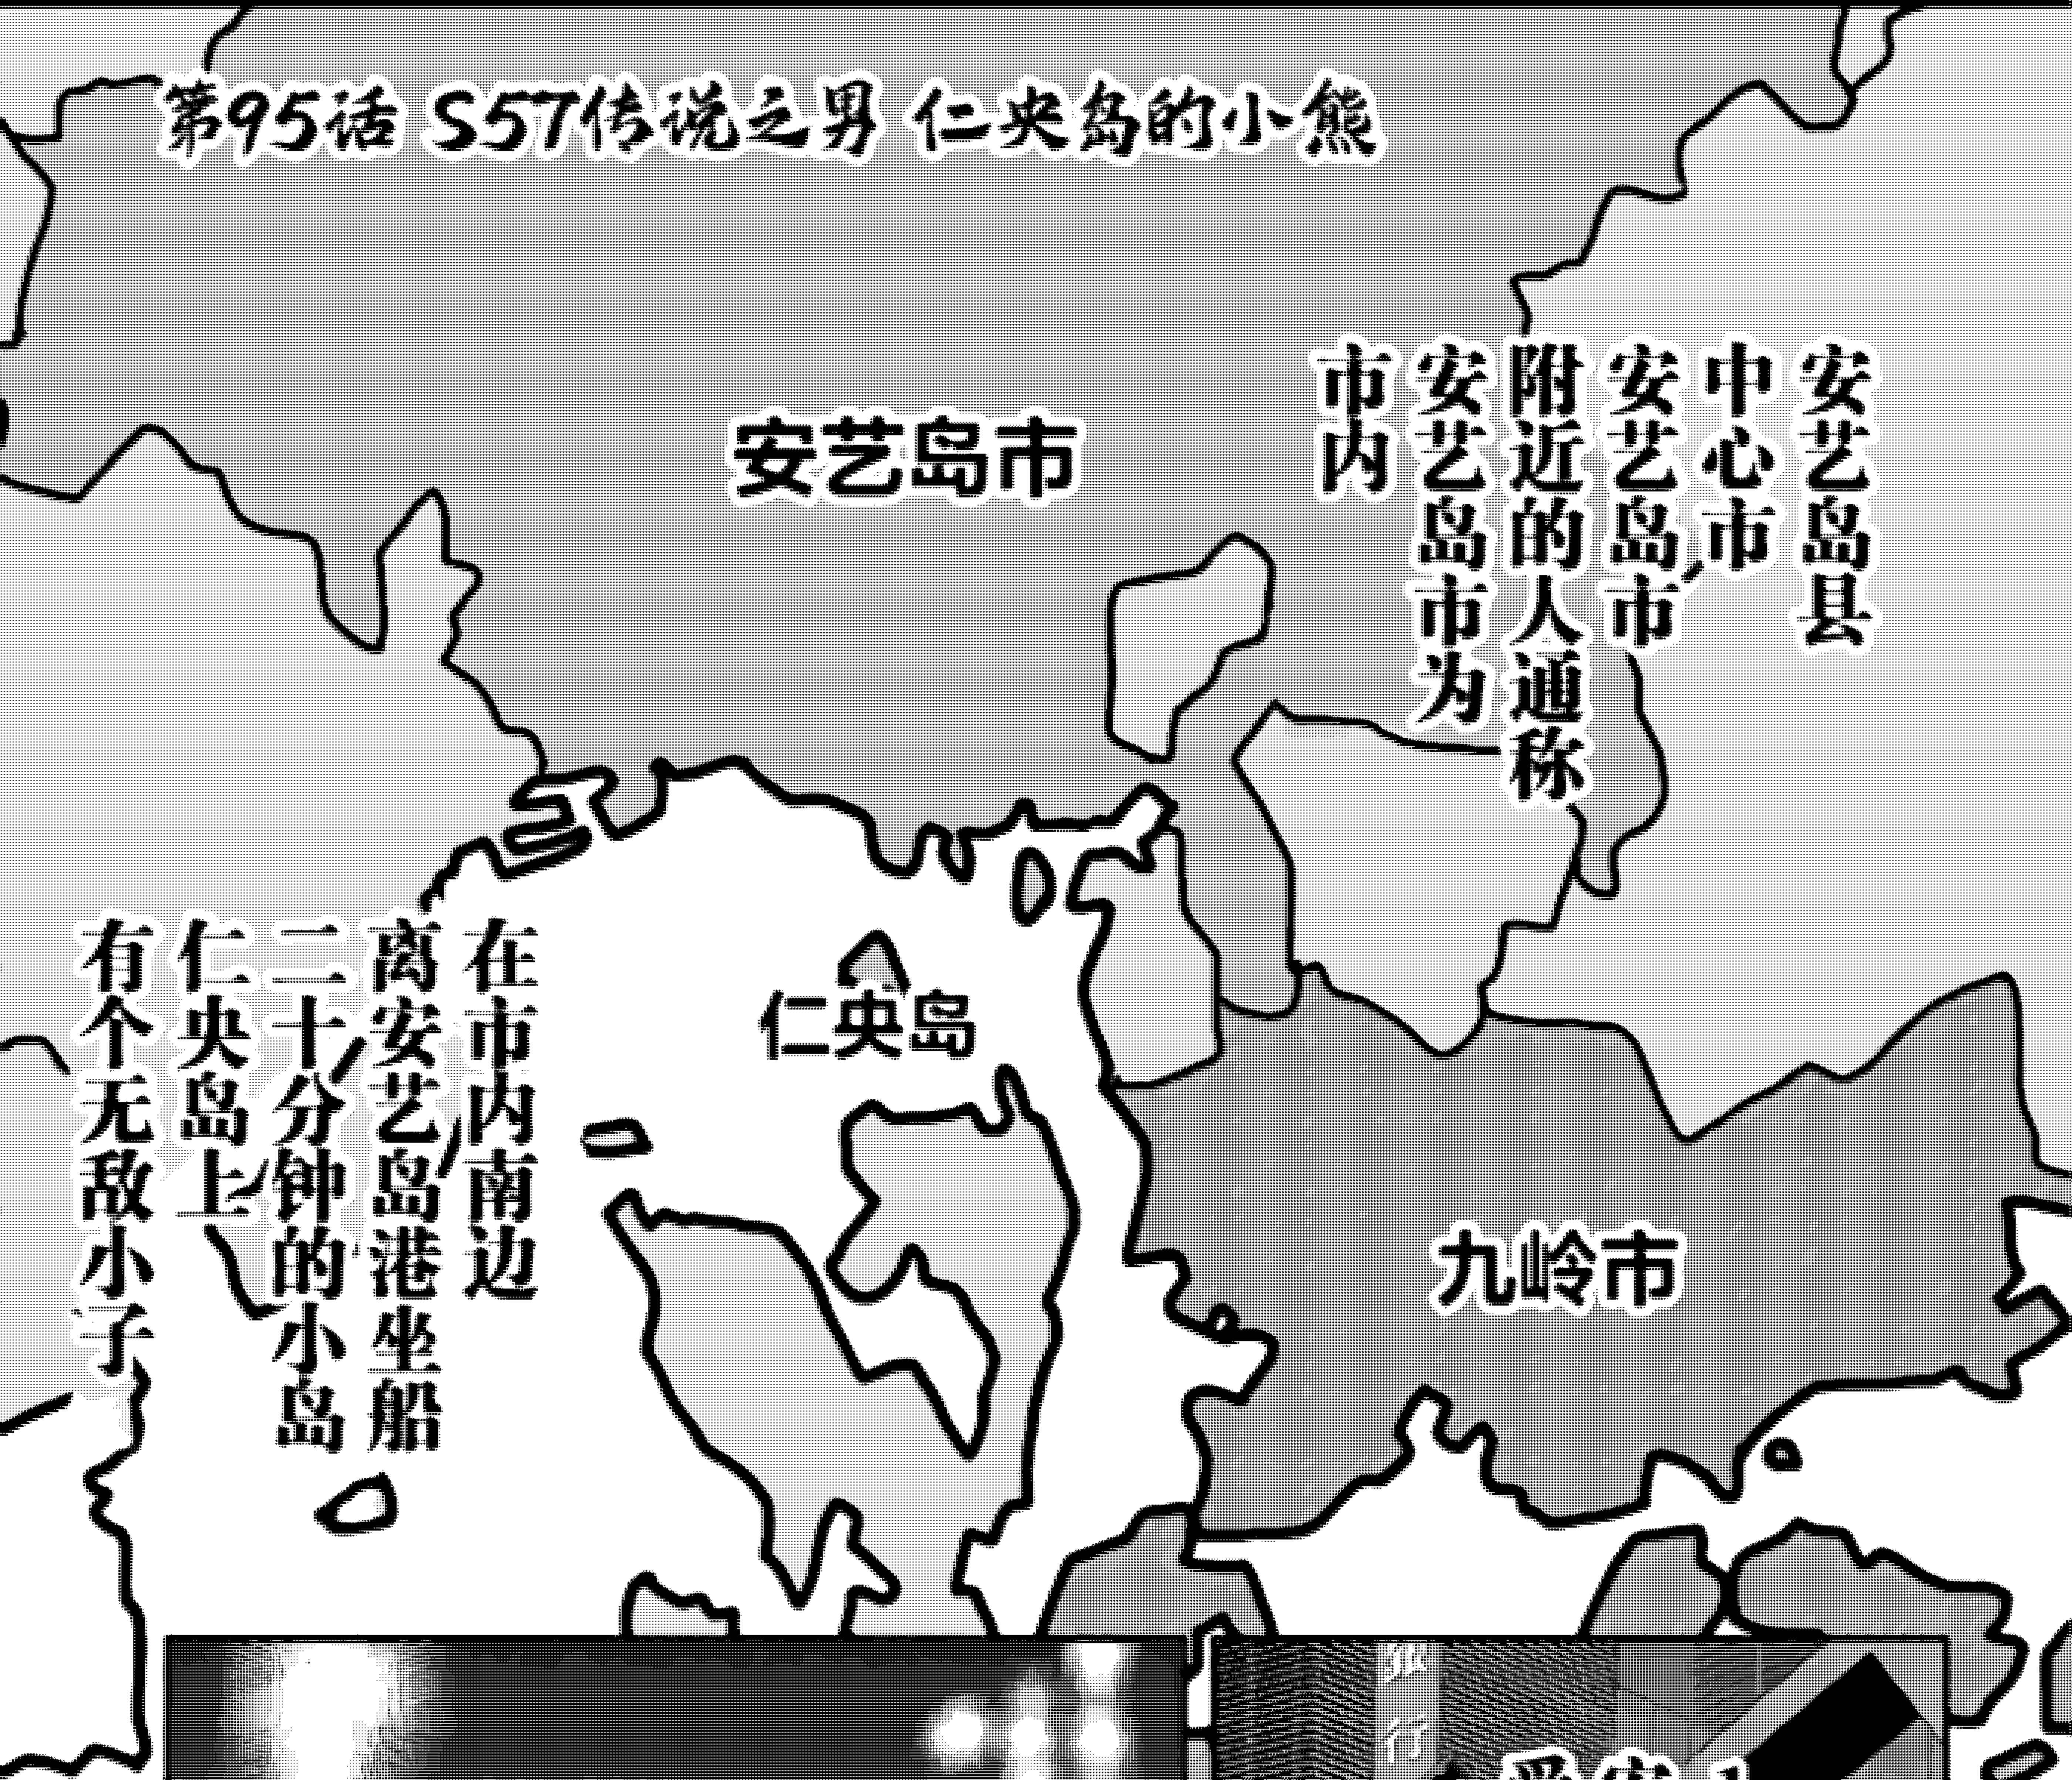 第95话 S57传说之男 仁央岛的小熊
安艺岛县
中心市
安艺岛市
附近的人通称
安艺岛市为
市内
安艺岛市
仁央岛
九岭市
在市内南边
离安艺岛港坐船
二十分钟的小岛
仁央岛上
有个无敌小子
银行